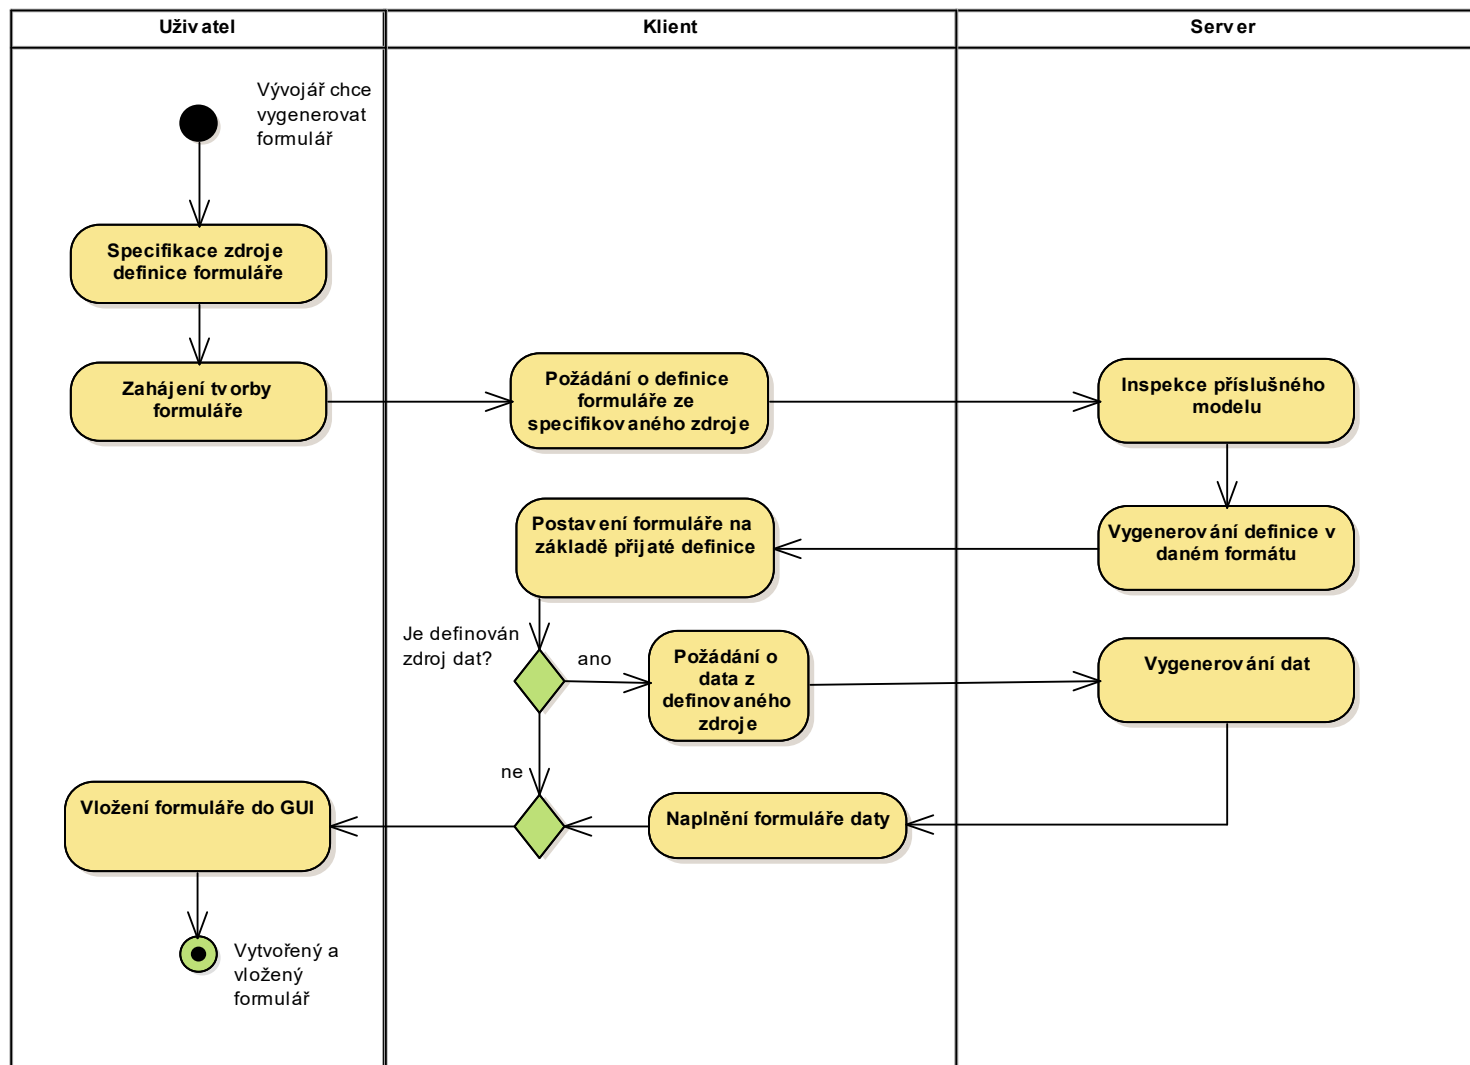 Uživatel
Klient
Server
Vývojář chce
vygenerovat
formulář
Specifikace zdroje
definice formuláře
Zahájení tvorby
formuláře
Požádání o definice
formuláře ze
specifikovaného zdroje
Inspekce příslušného
modelu
Postavení formuláře na
základě přijaté definice
Vygenerování definice v
daném formátu
Je definován
zdroj dat?
ano
Požádání o
data z
definovaného
zdroje
Vygenerování dat
ne
Vložení formuláře do GUI
Naplnění formuláře daty
Vytvořený a
vložený
formulář